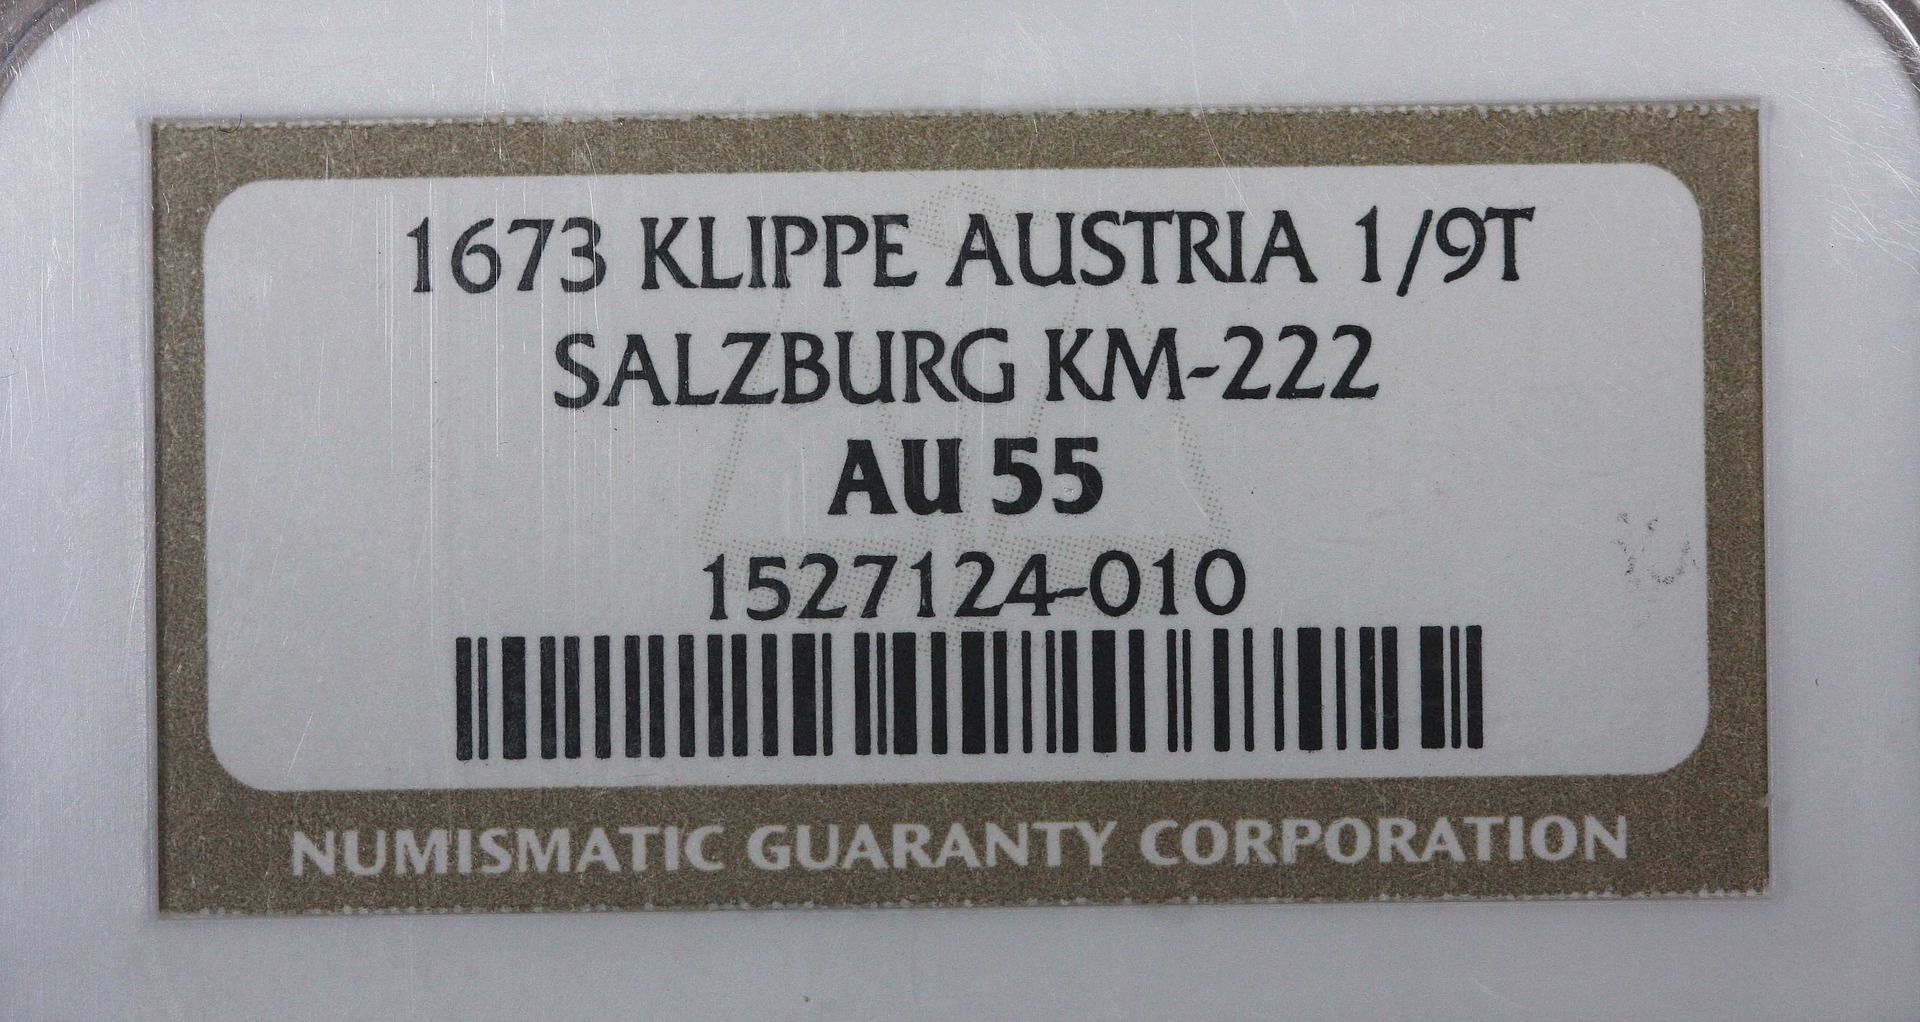 1673 KLIPPE AUSTRIA 1/9T
SALZBURG KM-222
AU 55
1527124-010
NUMISMATIC GUARANTY CORPORATION